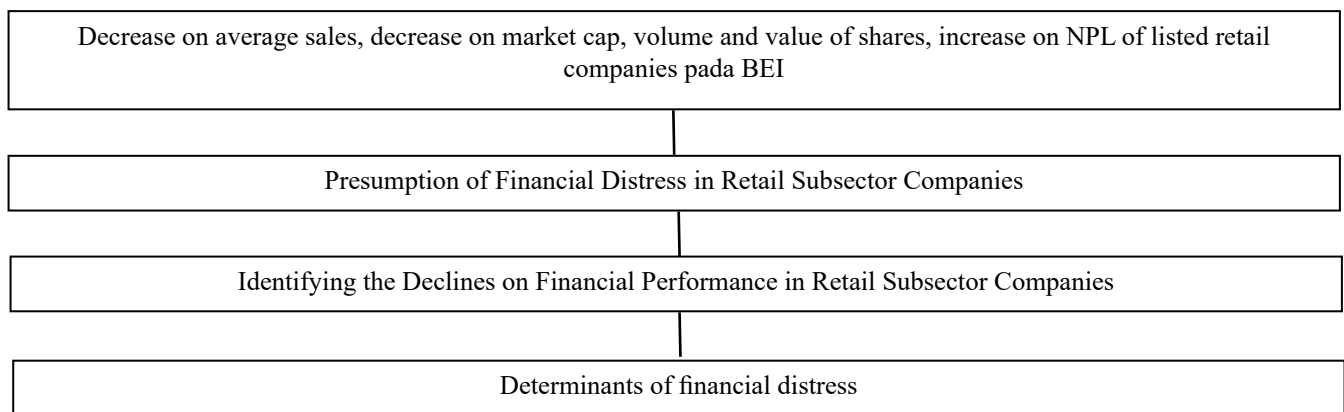 Decrease on average sales, decrease on market cap, volume and value of shares, increase on NPL of listed retail
companies pada BEI
Presumption of Financial Distress in Retail Subsector Companies
Identifying the Declines on Financial Performance in Retail Subsector Companies
Determinants of financial distress